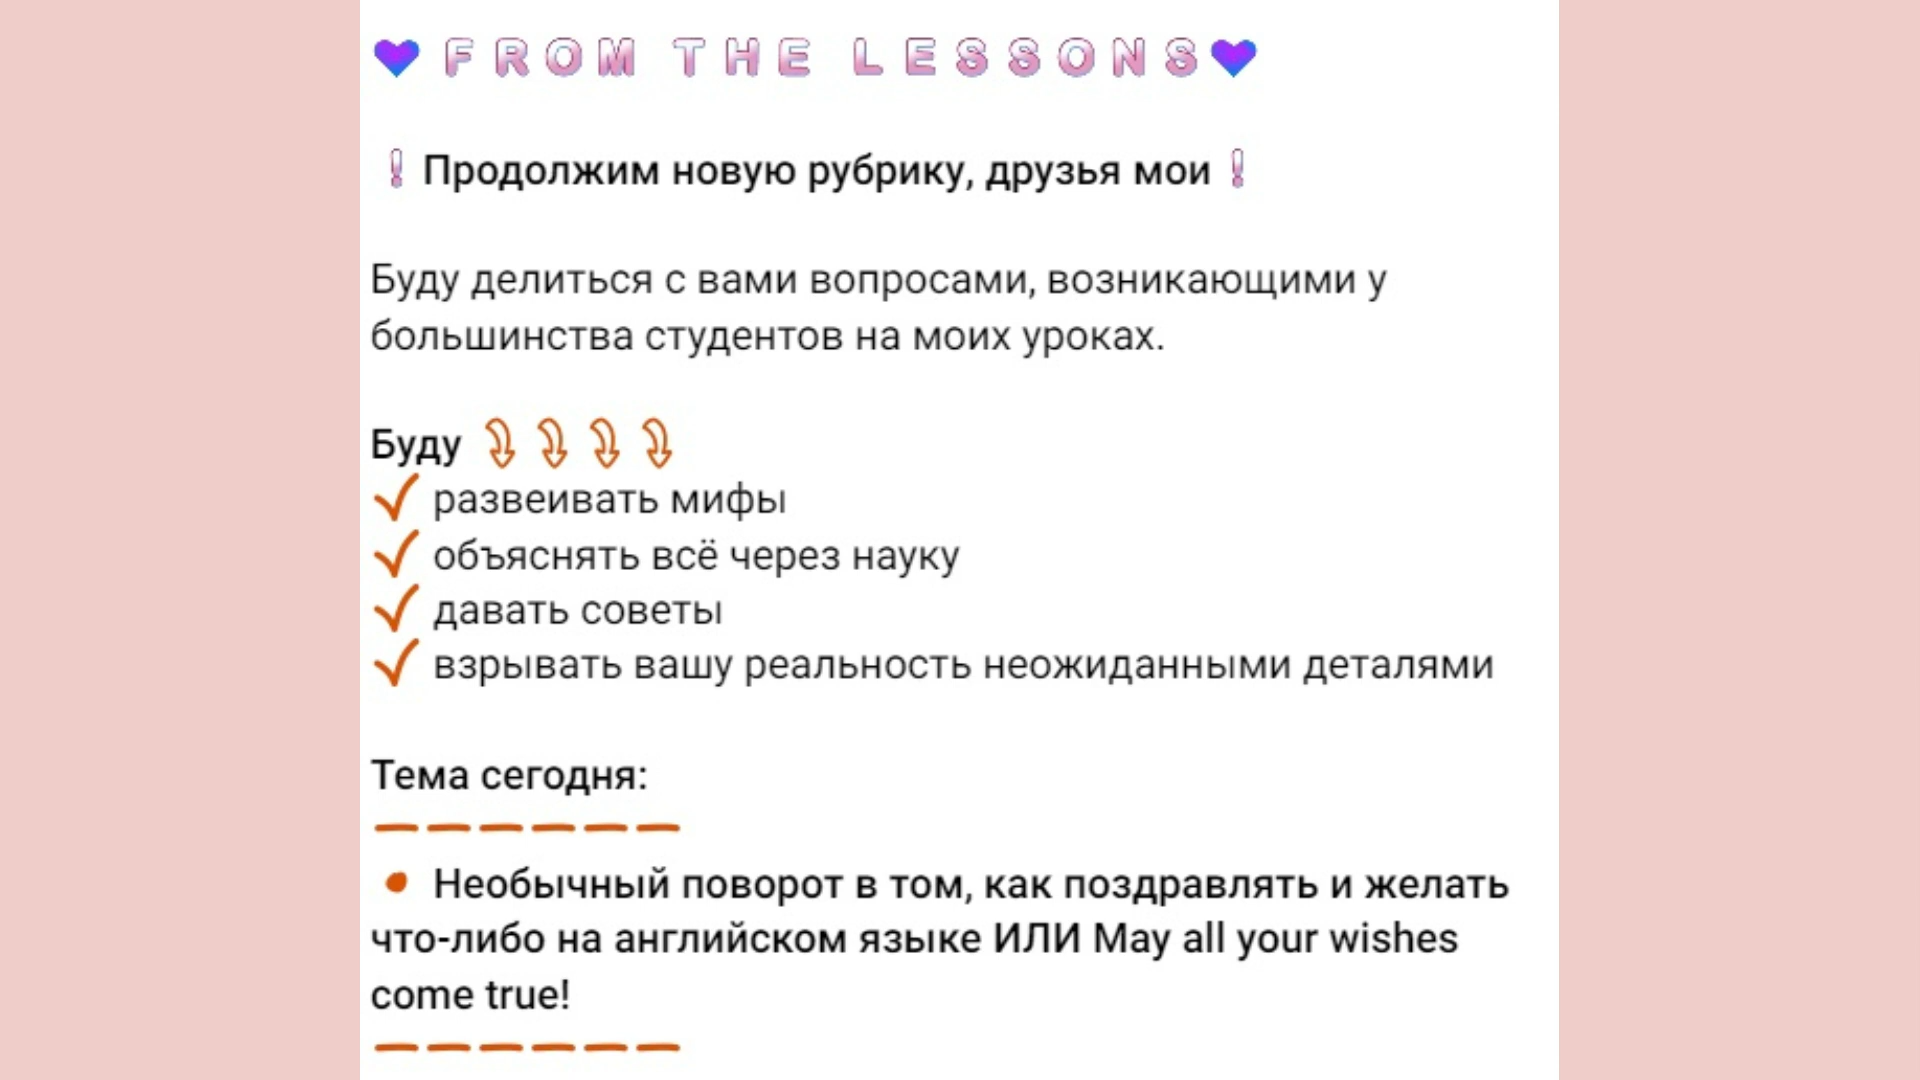 💜 FROM THE LESSONS 💜
❗ Продолжим новую рубрику, друзья мои ❗
Буду делиться с вами вопросами, возникающими у
большинства студентов на моих уроках.
Буду ⤵⤵⤵⤵
✓ развеивать мифы
✓ объяснять всё через науку
✓ давать советы
✓ взрывать вашу реальность неожиданными деталями
Тема сегодня:
— — — — — —
• Необычный поворот в том, как поздравлять и желать
что-либо на английском языке ИЛИ May all your wishes
come true!
— — — — — —